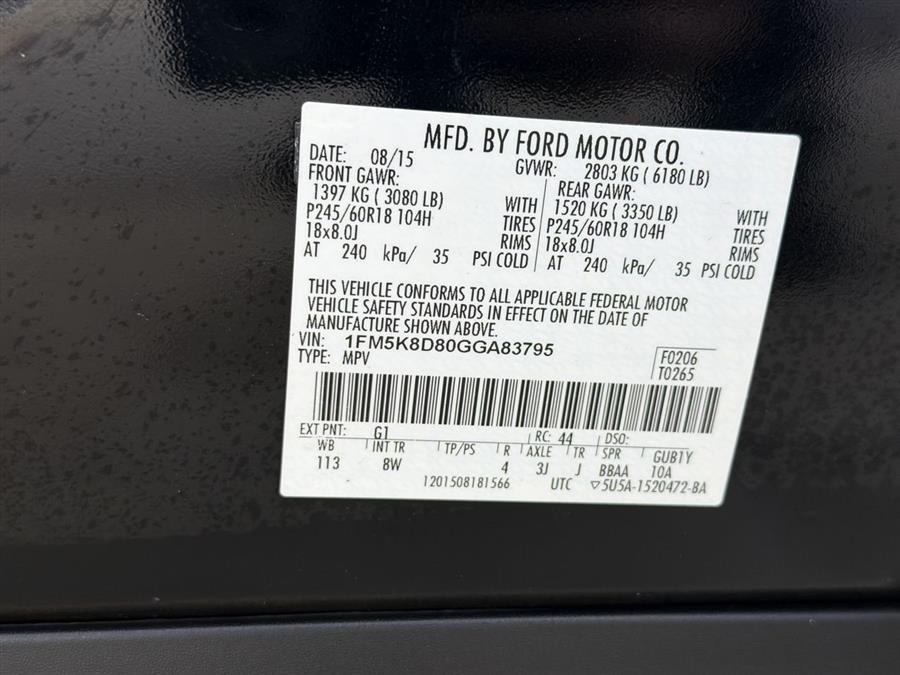 MFD. BY FORD MOTOR CO.
DATE: 08/15 GVWR: 2803 KG ( 6180 LB)
FRONT GAWR: REAR GAWR:
1397 KG ( 3080 LB) WITH 1520 KG ( 3350 LB) WITH
P245/60R18 104H TIRES P245/60R18 104H TIRES
18x8.0J RIMS 18x8.0J RIMS
AT 240 kPa/ 35 PSI COLD AT 240 kPa/ 35 PSI COLD
THIS VEHICLE CONFORMS TO ALL APPLICABLE FEDERAL MOTOR
VEHICLE SAFETY STANDARDS IN EFFECT ON THE DATE OF
MANUFACTURE SHOWN ABOVE.
VIN: 1FM5K8D80GGA83795
TYPE: MPV
F0206
T0265
EXT PNT: G1 RC: 44 DSO:
WB INT TR TP/PS R AXLE TR SPR GUB1Y
113 8W 4 3J J BBAA 10A
1201508181566 UTC ▽5U5A-1520472-BA